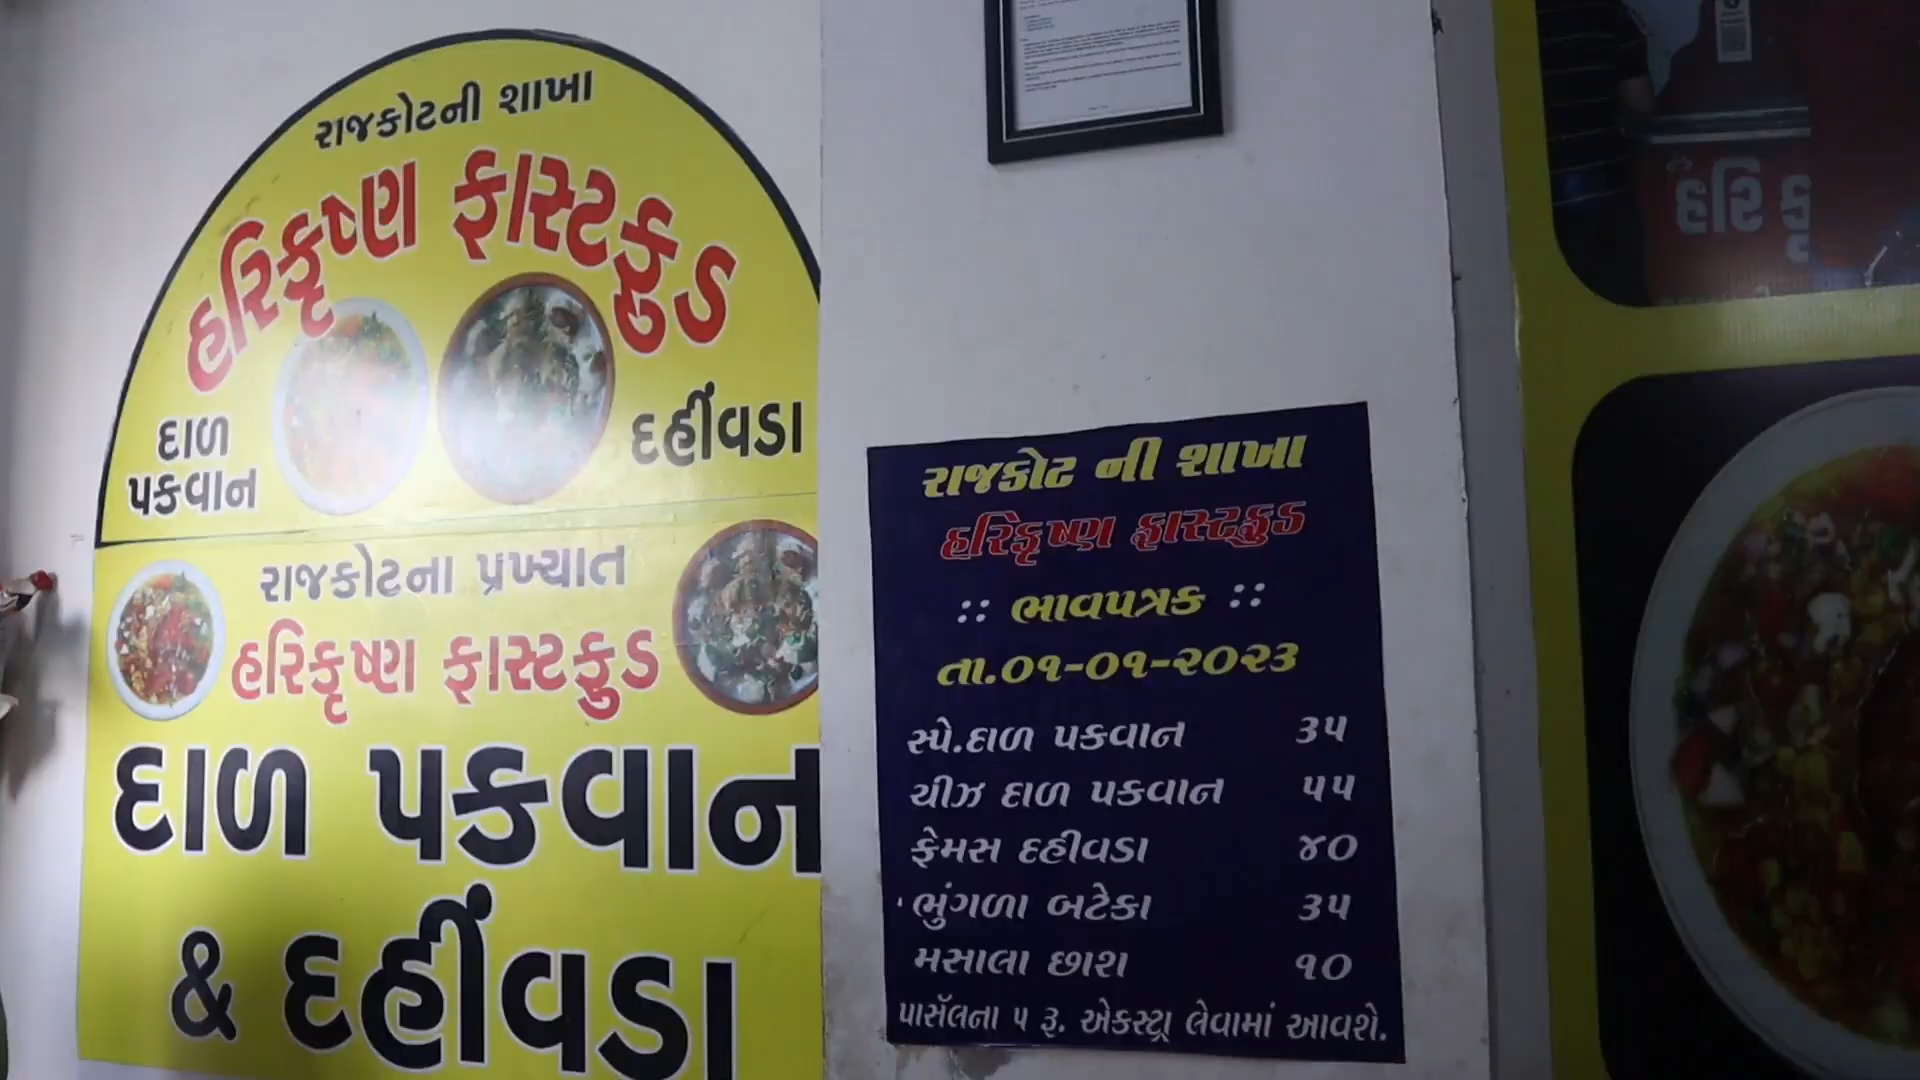 રાજકોટની શાખા
હરિકૃષ્ણ ફાસ્ટફુડ
દાળ પકવાન
દહીંવડા
રાજકોટના પ્રખ્યાત
હરિકૃષ્ણ ફાસ્ટફુડ
દાળ પકવાન
& દહીંવડા
રાજકોટ ની શાખા
હરિકૃષ્ણ ફાસ્ટફુડ
:: ભાવપત્રક ::
તા.૦૧-૦૧-૨૦૨૩
સ્પે.દાળ પકવાન ૩૫
ચીઝ દાળ પકવાન ૫૫
ફેમસ દહીવડા ૪૦
ભુંગળા બટેકા ૩૫
મસાલા છાશ ૧૦
પાર્સૅલના ૫ રૂ. એકસ્ટ્રા લેવામાં આવશે.
હરિ કૃ